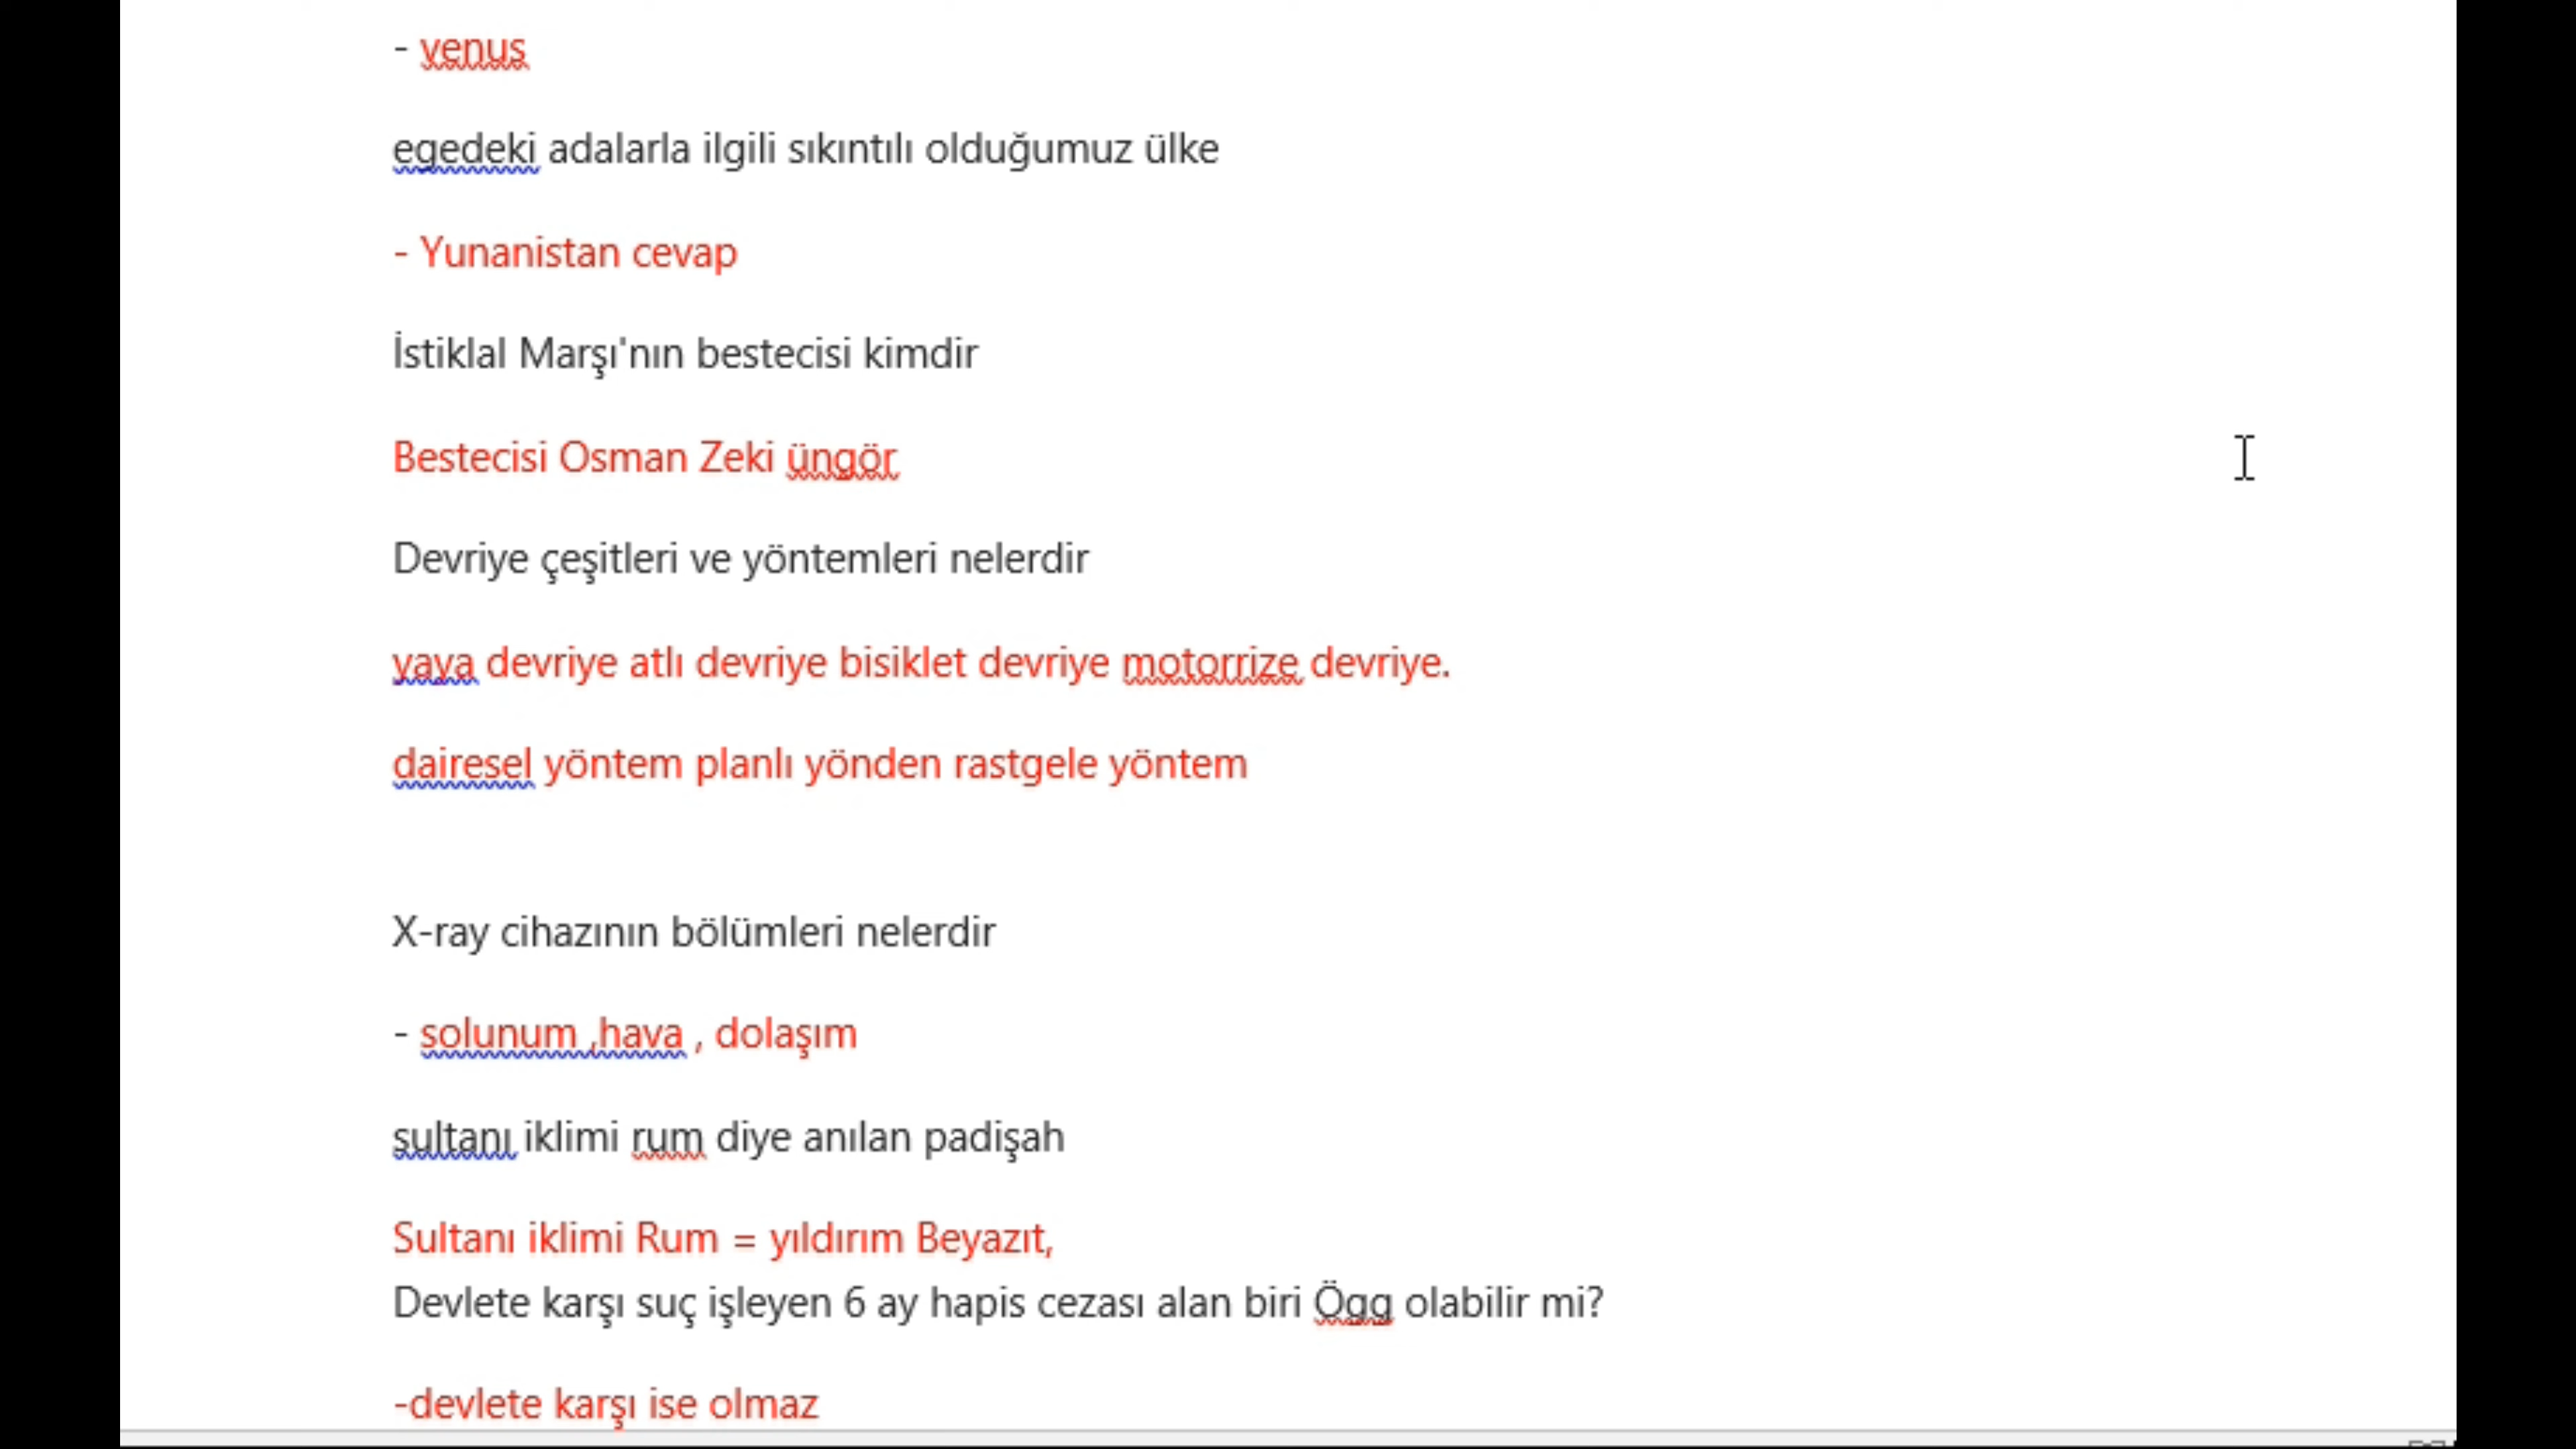 - venus
egedeki adalarla ilgili sıkıntılı olduğumuz ülke
- Yunanistan cevap
İstiklal Marşı'nın bestecisi kimdir
Bestecisi Osman Zeki üngör
Devriye çeşitleri ve yöntemleri nelerdir
yaya devriye atlı devriye bisiklet devriye motorrize devriye.
dairesel yöntem planlı yönden rastgele yöntem
X-ray cihazının bölümleri nelerdir
- solunum ,hava , dolaşım
sultanı iklimi rum diye anılan padişah
Sultanı iklimi Rum = yıldırım Beyazıt,
Devlete karşı suç işleyen 6 ay hapis cezası alan biri Ögg olabilir mi?
-devlete karşı ise olmaz